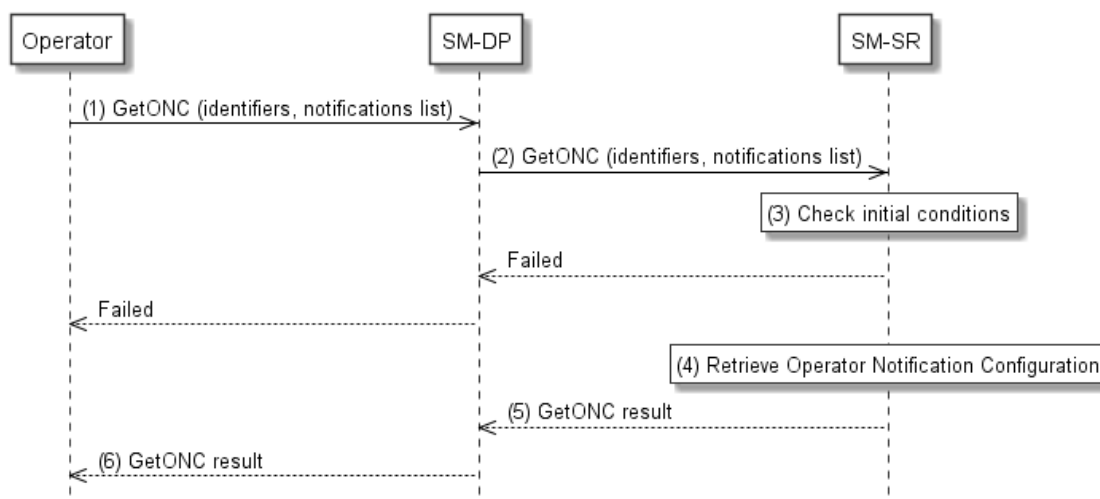 Operator
SM-DP
SM-SR
(1) GetONC (identifiers, notifications list)
(2) GetONC (identifiers, notifications list)
(3) Check initial conditions
Failed
Failed
(4) Retrieve Operator Notification Configuration
(5) GetONC result
(6) GetONC result